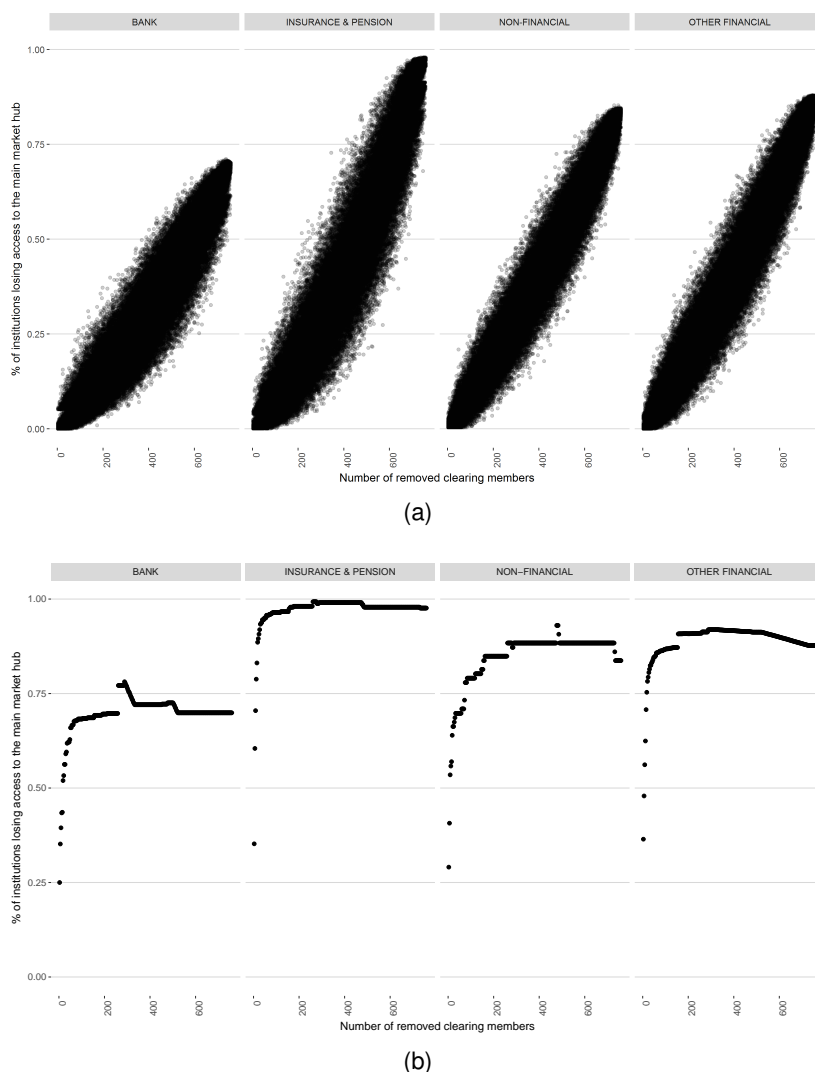 BANK INSURANCE & PENSION NON-FINANCIAL OTHER FINANCIAL
% of institutions losing access to the main market hub
1.00
0.75
0.50
0.25
0.00
0 200 400 600 0 200 400 600 0 200 400 600 0 200 400 600
Number of removed clearing members
(a)
BANK INSURANCE & PENSION NON−FINANCIAL OTHER FINANCIAL
% of institutions losing access to the main market hub
1.00
0.75
0.50
0.25
0.00
0 200 400 600 0 200 400 600 0 200 400 600 0 200 400 600
Number of removed clearing members
(b)